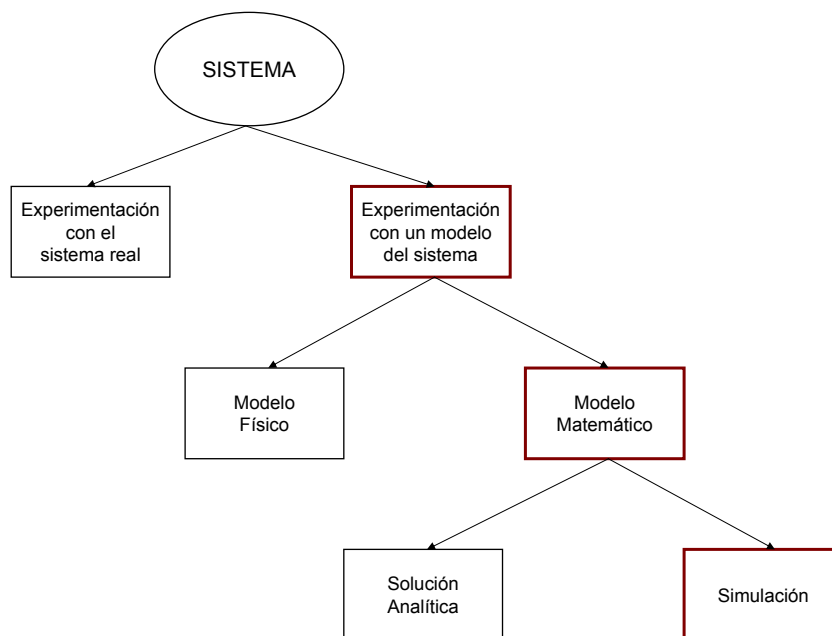 SISTEMA
Experimentación
con el
sistema real
Experimentación
con un modelo
del sistema
Modelo
Físico
Modelo
Matemático
Solución
Analítica
Simulación